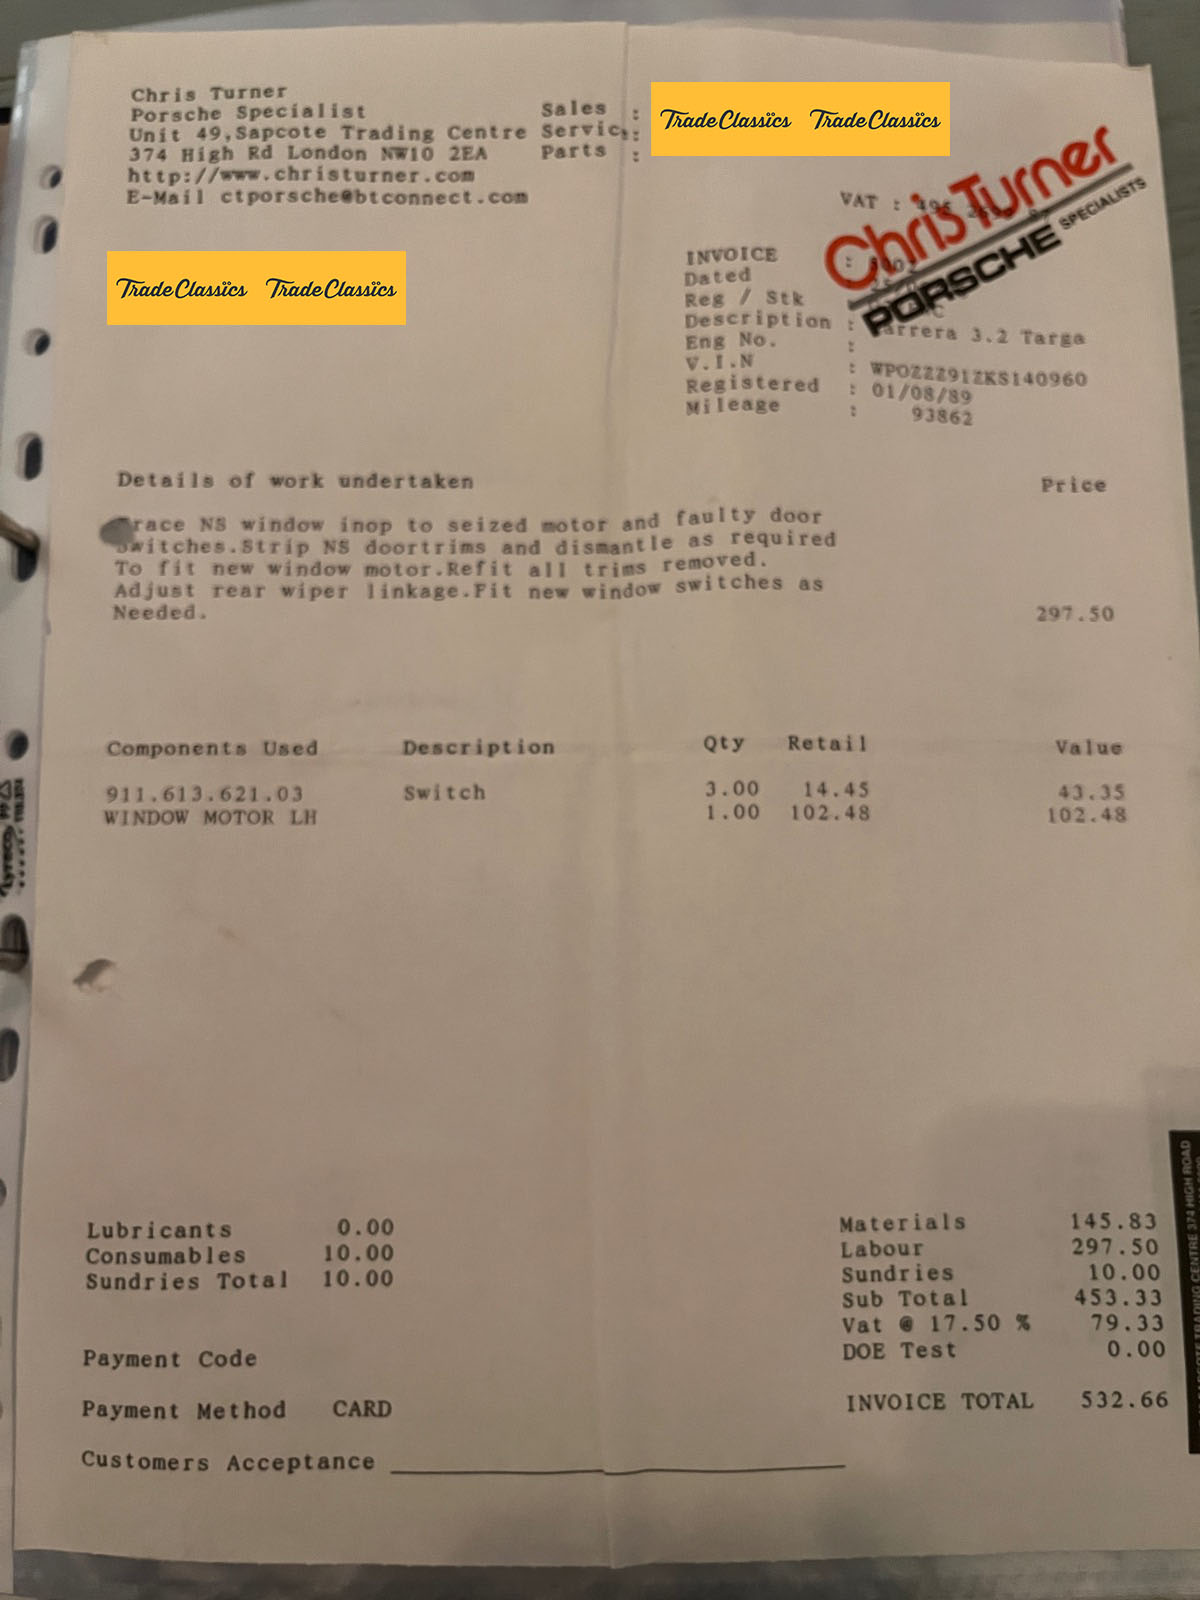 Chris Turner
Porsche Specialist
Unit 49,Sapcote Trading Centre
374 High Rd London NW10 2EA
http://www.christurner.com
E-Mail ctporsche@btconnect.com
Sales :
Servic :
Parts :
TradeClassics TradeClassics
VAT :
Chris Turner
PORSCHE SPECIALISTS
TradeClassics TradeClassics
INVOICE :
Dated :
Reg / Stk
Description : Carrera 3.2 Targa
Eng No. :
V.I.N : WPOZZZ91ZKS140960
Registered : 01/08/89
Mileage : 93862
Details of work undertaken Price
race NS window inop to seized motor and faulty door
switches.Strip NS doortrims and dismantle as required
To fit new window motor.Refit all trims removed.
Adjust rear wiper linkage.Fit new window switches as
Needed. 297.50
Components Used Description Qty Retail Value
911.613.621.03 Switch 3.00 14.45 43.35
WINDOW MOTOR LH 1.00 102.48 102.48
Lubricants 0.00
Consumables 10.00
Sundries Total 10.00
Materials 145.83
Labour 297.50
Sundries 10.00
Sub Total 453.33
Vat @ 17.50 % 79.33
DOE Test 0.00
INVOICE TOTAL 532.66
Payment Code
Payment Method CARD
Customers Acceptance
Lyreco
TRADING CENTRE 374 HIGH ROAD